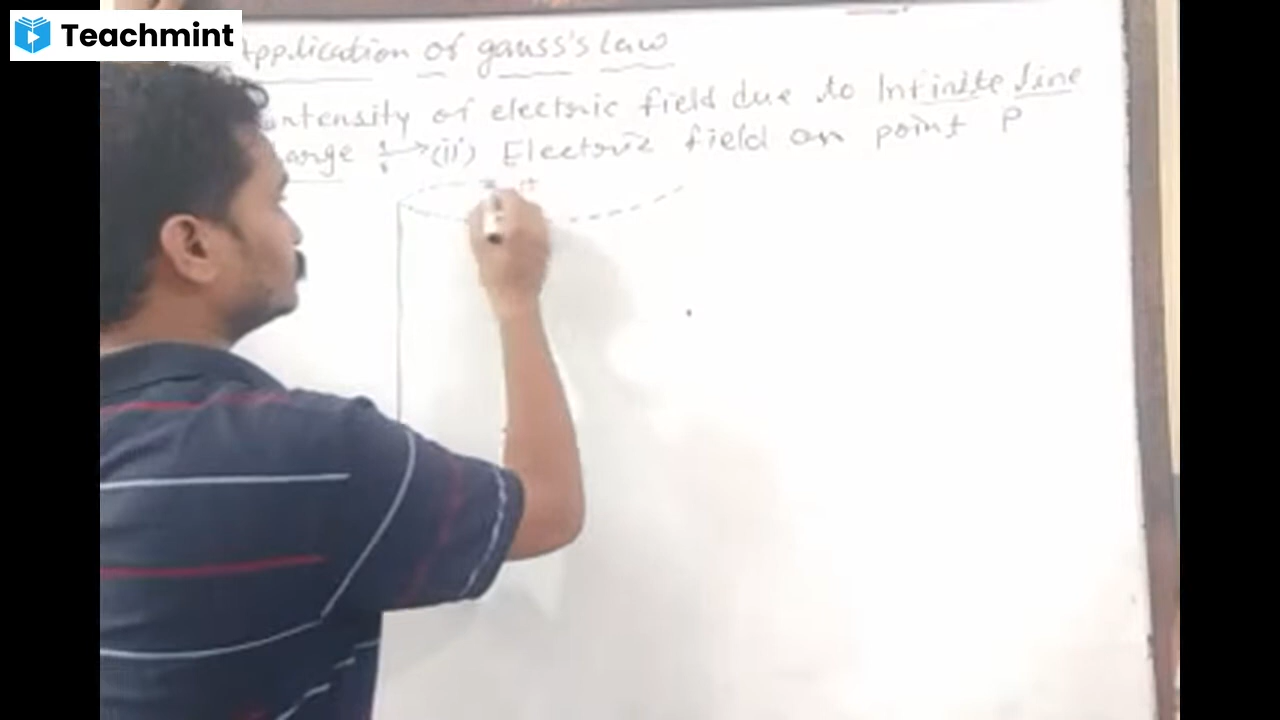 Teachmint
Application of gauss's Law
intensity of electric field due to Infinite line
charge (ii) Electric field on point P